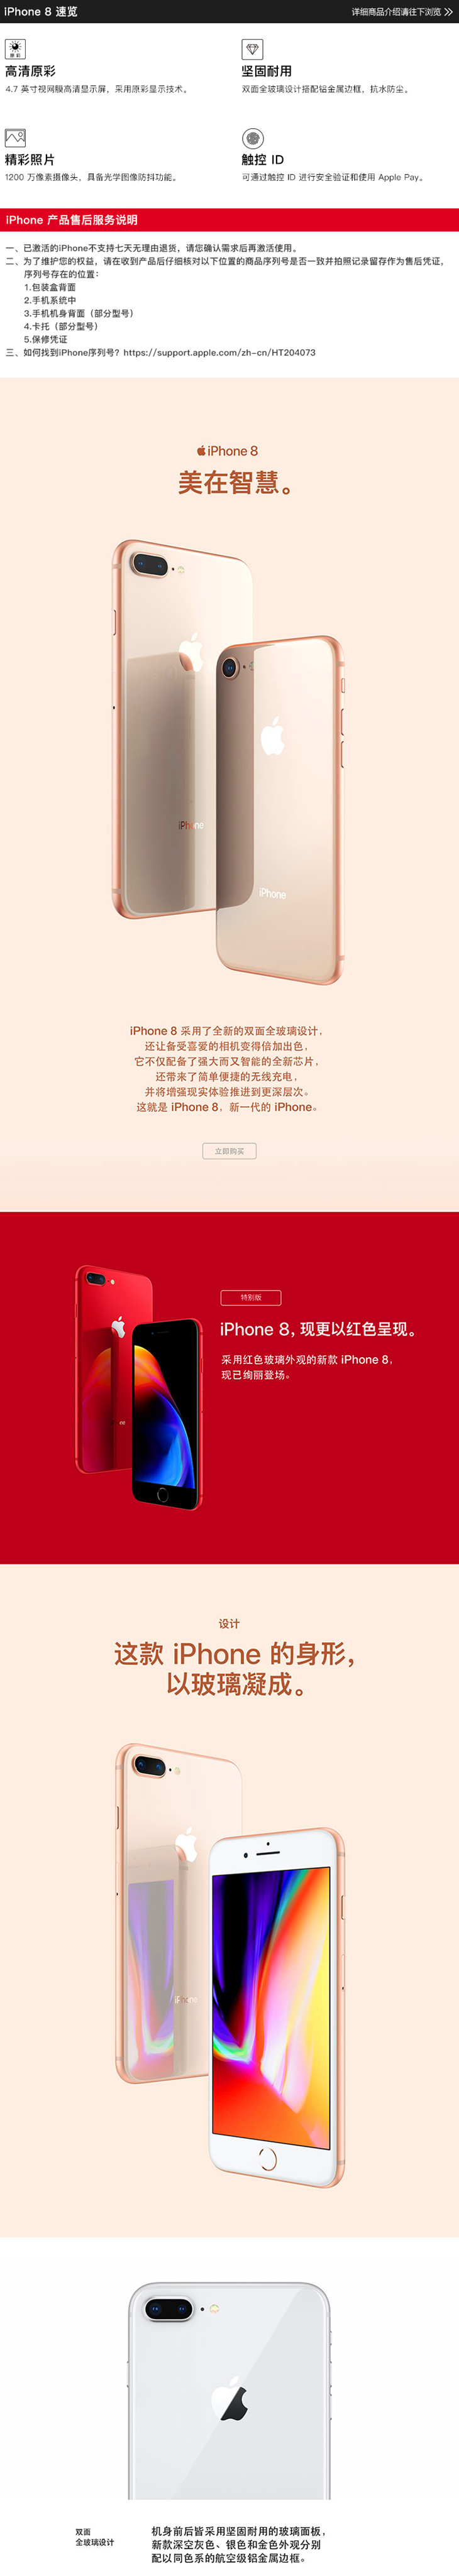 iPhone 8 速览
详细商品介绍请往下浏览
原彩
高清原彩
4.7 英寸视网膜高清显示屏，采用原彩显示技术。
坚固耐用
双面全玻璃设计搭配铝金属边框，抗水防尘。
精彩照片
1200 万像素摄像头，具备光学图像防抖功能。
触控 ID
可通过触控 ID 进行安全验证和使用 Apple Pay。
iPhone 产品售后服务说明
一、已激活的iPhone不支持七天无理由退货，请您确认需求后再激活使用。
二、为了维护您的权益，请在收到产品后仔细核对以下位置的商品序列号是否一致并拍照记录留存作为售后凭证，
序列号存在的位置：
1.包装盒背面
2.手机系统中
3.手机机身背面（部分型号）
4.卡托（部分型号）
5.保修凭证
三、如何找到iPhone序列号？https://support.apple.com/zh-cn/HT204073
iPhone 8
美在智慧。
iPhone
iPhone
iPhone 8 采用了全新的双面全玻璃设计，
还让备受喜爱的相机变得倍加出色，
它不仅配备了强大而又智能的全新芯片，
还带来了简单便捷的无线充电，
并将增强现实体验推进到更深层次。
这就是 iPhone 8，新一代的 iPhone。
立即购买
特别版
iPhone 8，现更以红色呈现。
采用红色玻璃外观的新款 iPhone 8，
现已绚丽登场。
设计
这款 iPhone 的身形，
以玻璃凝成。
iPhone
双面
全玻璃设计
机身前后皆采用坚固耐用的玻璃面板，
新款深空灰色、银色和金色外观分别
配以同色系的航空级铝金属边框。